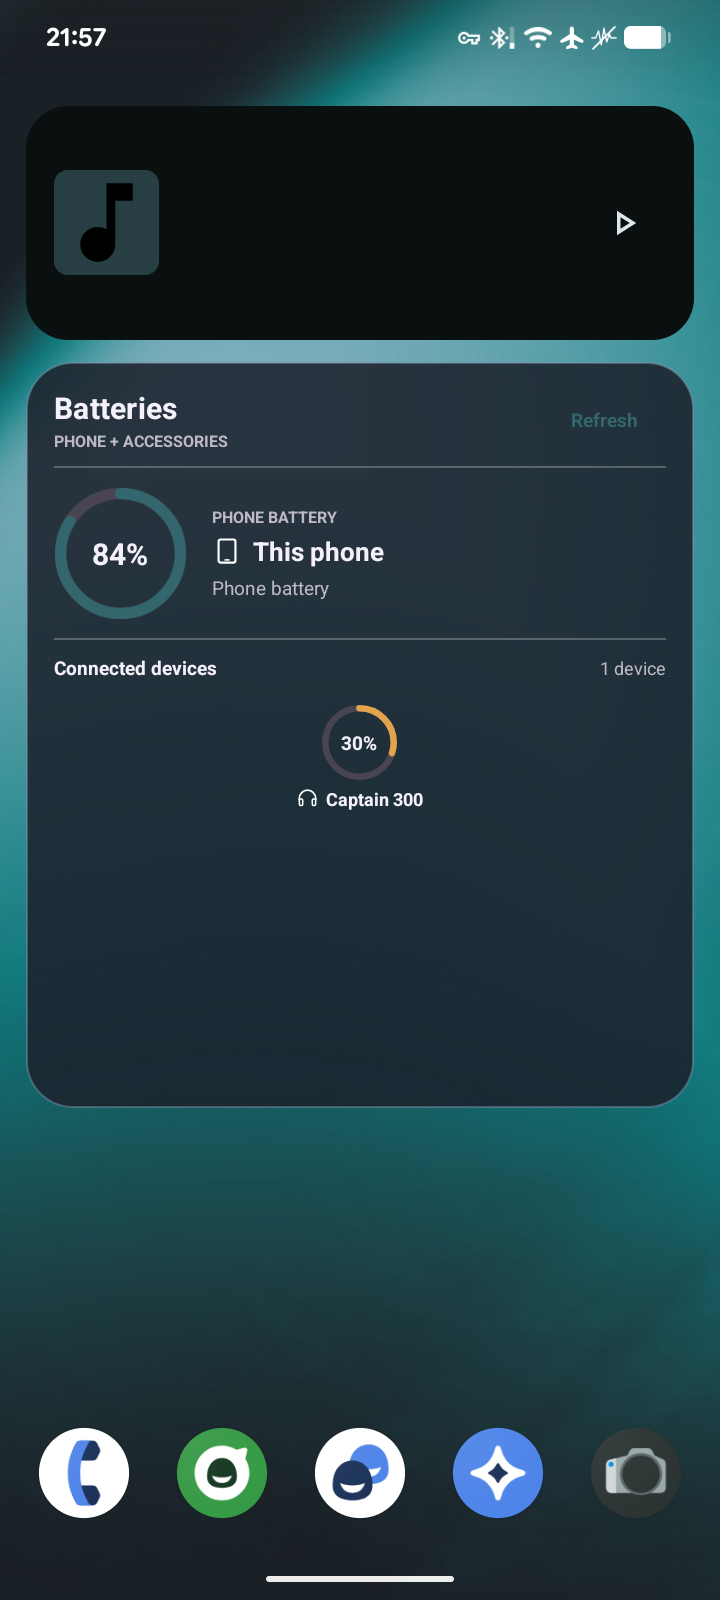 21:57
Batteries
PHONE + ACCESSORIES
Refresh
84%
PHONE BATTERY
This phone
Phone battery
Connected devices
1 device
30%
Captain 300